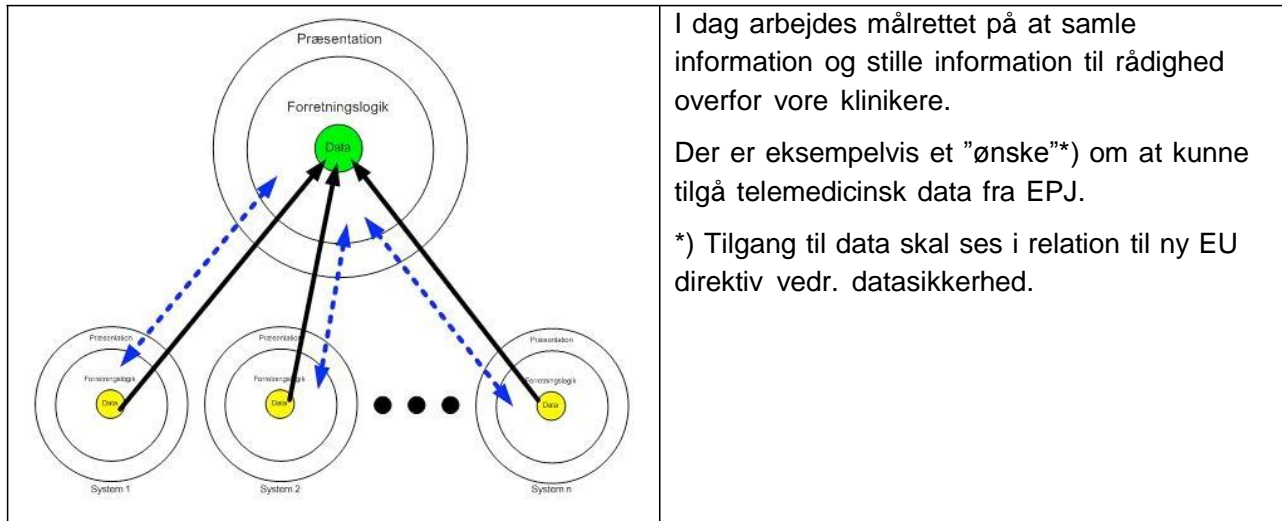 Præsentation
Forretningslogik
Data
Præsentation
Forretningslogik
Data
System 1
Præsentation
Forretningslogik
Data
System 2
Præsentation
Forretningslogik
Data
System n
I dag arbejdes målrettet på at samle
information og stille information til rådighed
overfor vore klinikere.
Der er eksempelvis et ”ønske”*) om at kunne
tilgå telemedicinsk data fra EPJ.
*) Tilgang til data skal ses i relation til ny EU
direktiv vedr. datasikkerhed.